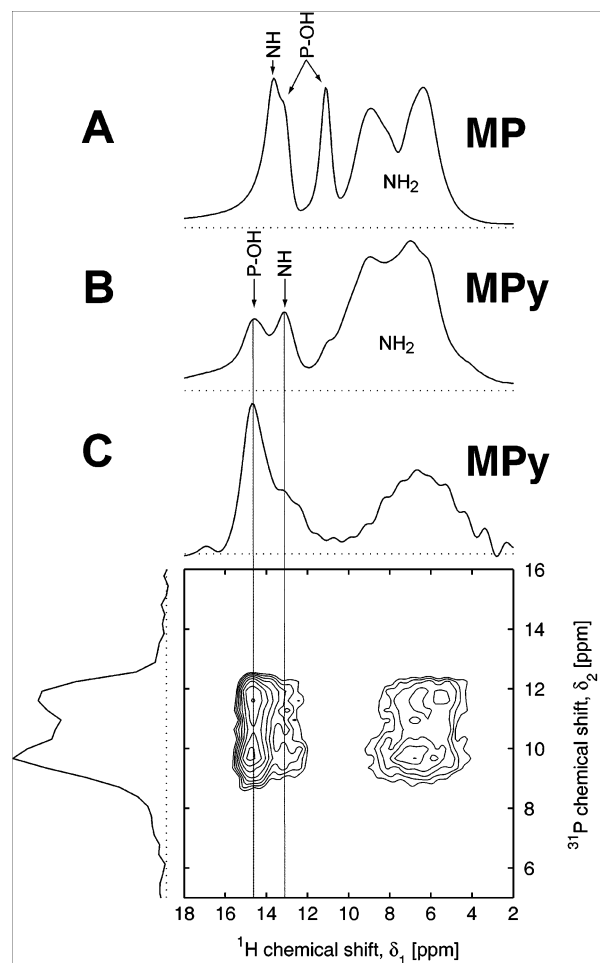 NH
P-OH
A
MP
NH₂
P-OH
NH
B
MPy
NH₂
C
MPy
16
14
12
10
8
6
³¹P chemical shift, δ₂ [ppm]
18 16 14 12 10 8 6 4 2
¹H chemical shift, δ₁ [ppm]